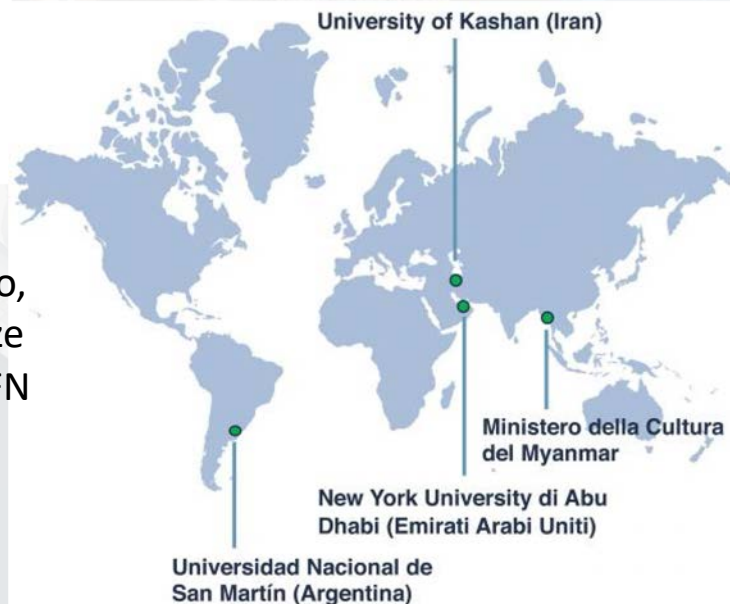 University of Kashan (Iran)
o,
ze
FN
Ministero della Cultura
del Myanmar
New York University di Abu
Dhabi (Emirati Arabi Uniti)
Universidad Nacional de
San Martín (Argentina)